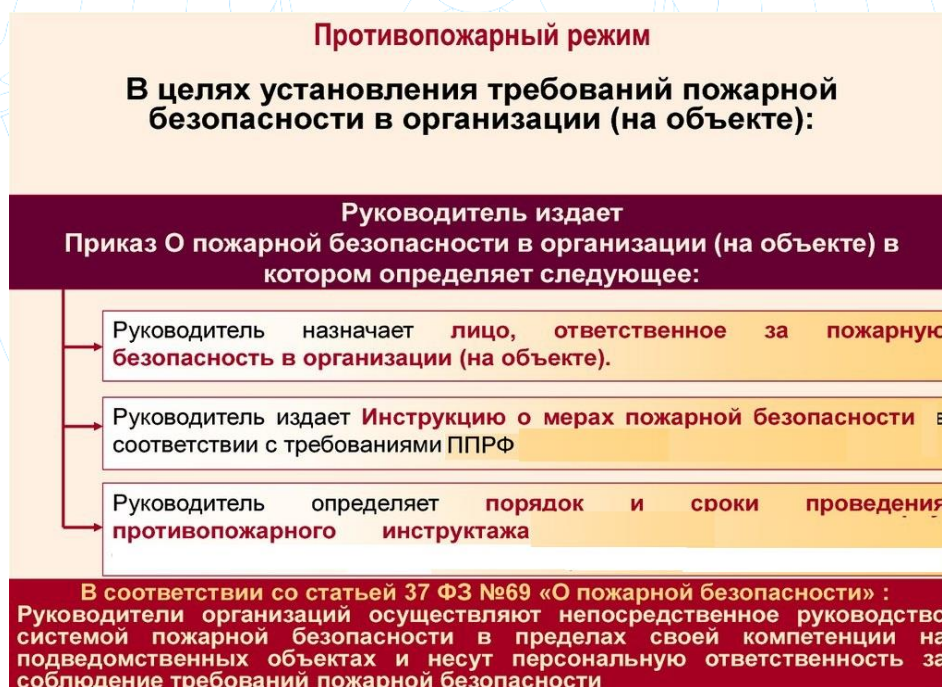 Противопожарный режим
В целях установления требований пожарной
безопасности в организации (на объекте):
Руководитель издает
Приказ О пожарной безопасности в организации (на объекте) в
котором определяет следующее:
Руководитель назначает лицо, ответственное за пожарную
безопасность в организации (на объекте).
Руководитель издает Инструкцию о мерах пожарной безопасности в
соответствии с требованиями ППРФ
Руководитель определяет порядок и сроки проведения
противопожарного инструктажа
В соответствии со статьей 37 ФЗ №69 «О пожарной безопасности» :
Руководители организаций осуществляют непосредственное руководство
системой пожарной безопасности в пределах своей компетенции на
подведомственных объектах и несут персональную ответственность за
соблюдение требований пожарной безопасности